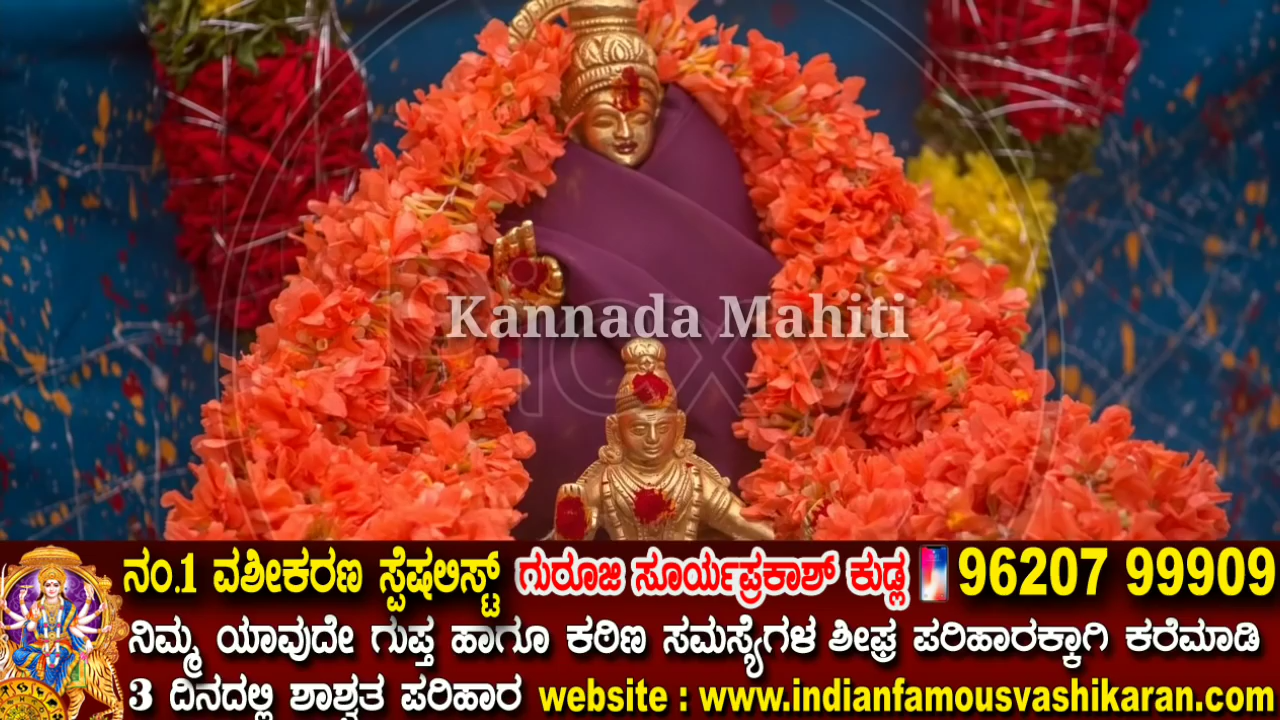 Kannada Mahiti
ನಂ.1 ವಶೀಕರಣ ಸ್ಪೆಷಲಿಸ್ಟ್ ಗುರೂಜಿ ಸೂರ್ಯಪ್ರಕಾಶ್ ಕುಡ್ಲ 96207 99909
ನಿಮ್ಮ ಯಾವುದೇ ಗುಪ್ತ ಹಾಗೂ ಕಠಿಣ ಸಮಸ್ಯೆಗಳ ಶೀಘ್ರ ಪರಿಹಾರಕ್ಕಾಗಿ ಕರೆಮಾಡಿ
3 ದಿನದಲ್ಲಿ ಶಾಶ್ವತ ಪರಿಹಾರ website : www.indianfamousvashikaran.com